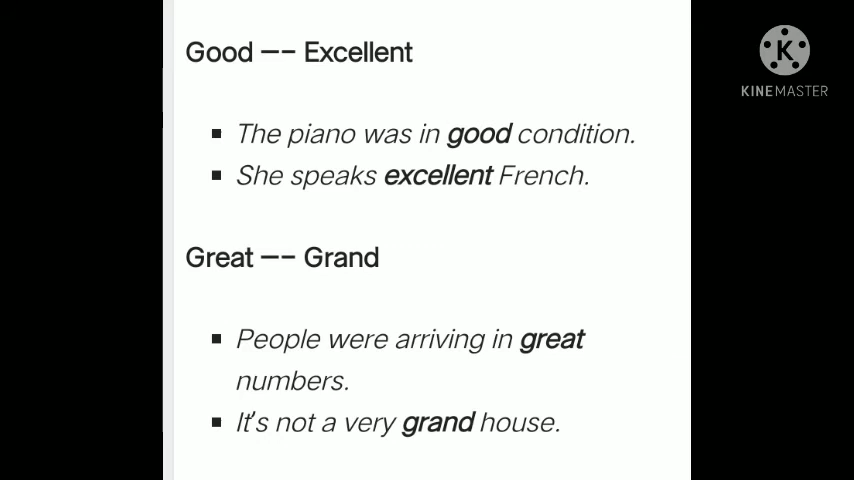 Good –– Excellent
The piano was in good condition.
She speaks excellent French.
Great –– Grand
People were arriving in great
numbers.
It's not a very grand house.
K
KINEMASTER